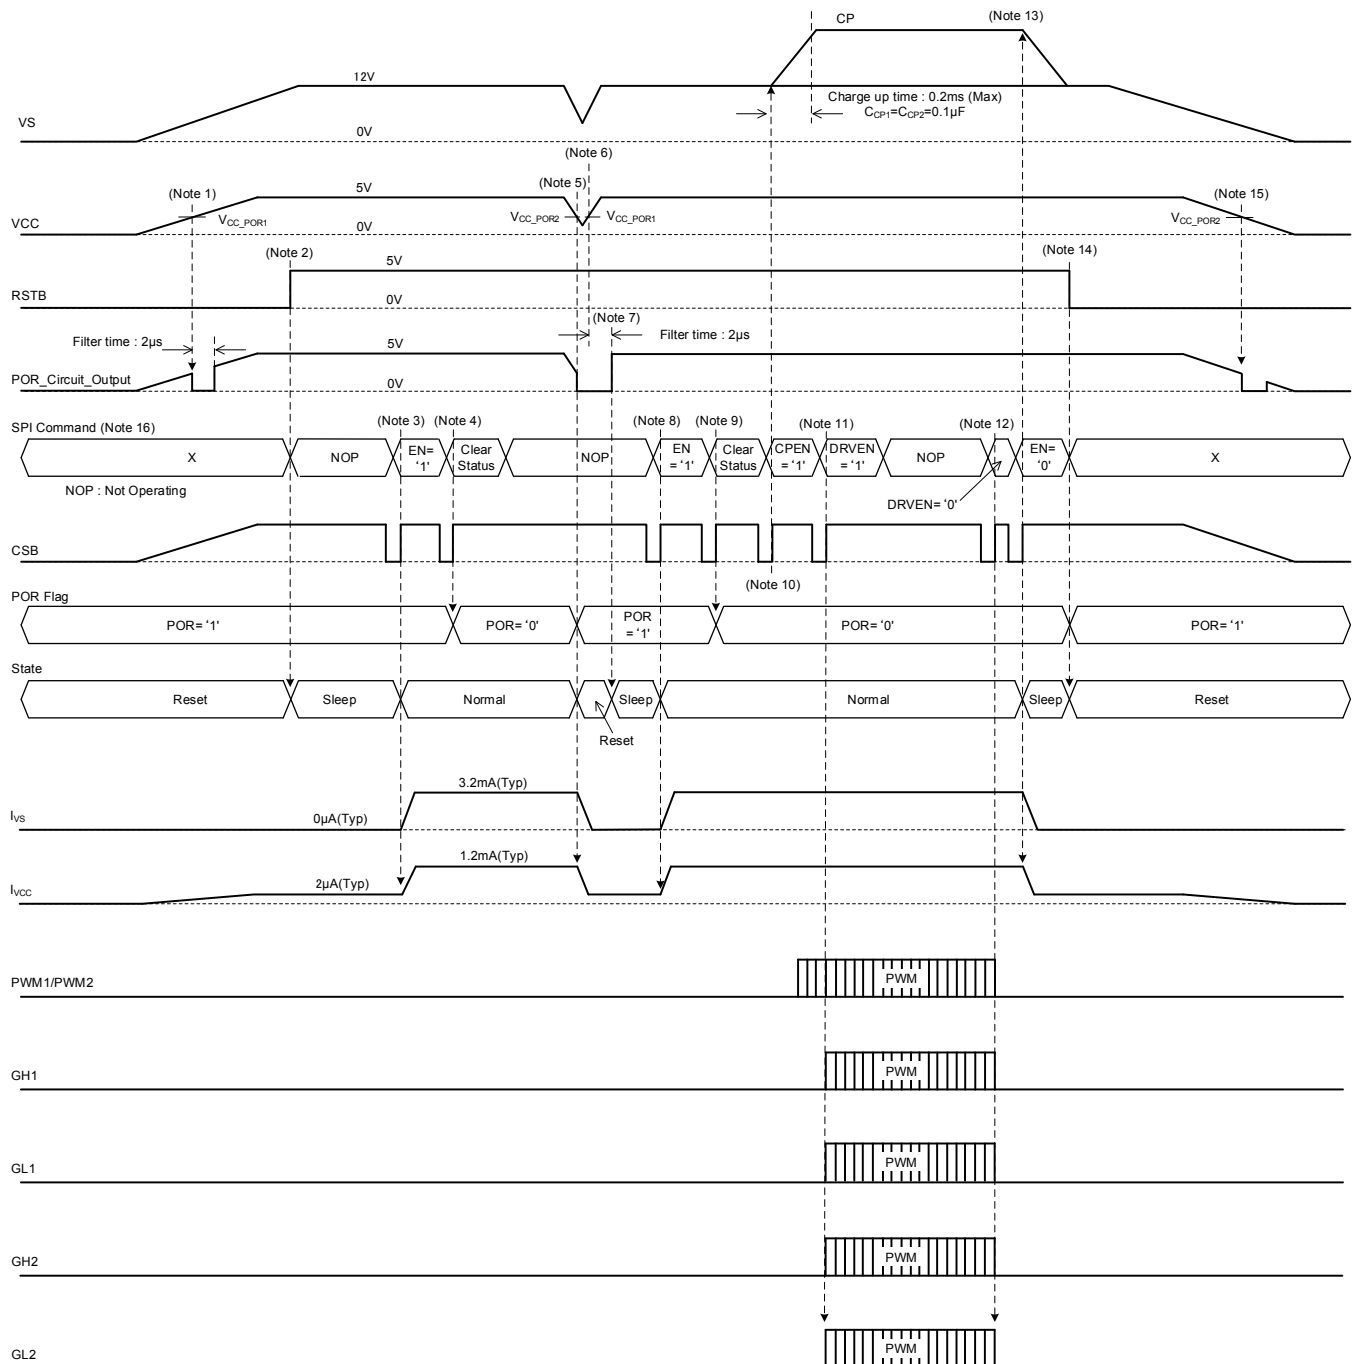 CP
(Note 13)
12V
Charge up time : 0.2ms (Max)
CCP1=CCP2=0.1µF
VS
0V
(Note 6)
(Note 1)
5V
(Note 5)
(Note 15)
VCC
VCC_POR1
VCC_POR2
VCC_POR1
VCC_POR2
0V
(Note 2)
5V
(Note 14)
RSTB
0V
(Note 7)
Filter time : 2µs
5V
Filter time : 2µs
POR_Circuit_Output
0V
SPI Command (Note 16)
(Note 3)
(Note 4)
(Note 8)
(Note 9)
(Note 11)
(Note 12)
X
NOP
EN=
'1'
Clear
Status
NOP
EN
= '1'
Clear
Status
CPEN
= '1'
DRVEN
= '1'
NOP
EN=
'0'
X
NOP : Not Operating
DRVEN= '0'
CSB
(Note 10)
POR Flag
POR= '1'
POR= '0'
POR
= '1'
POR= '0'
POR= '1'
State
Reset
Sleep
Normal
Sleep
Normal
Sleep
Reset
Reset
3.2mA(Typ)
IVS
0µA(Typ)
1.2mA(Typ)
IVCC
2µA(Typ)
PWM1/PWM2
PWM
GH1
PWM
GL1
PWM
GH2
PWM
GL2
PWM